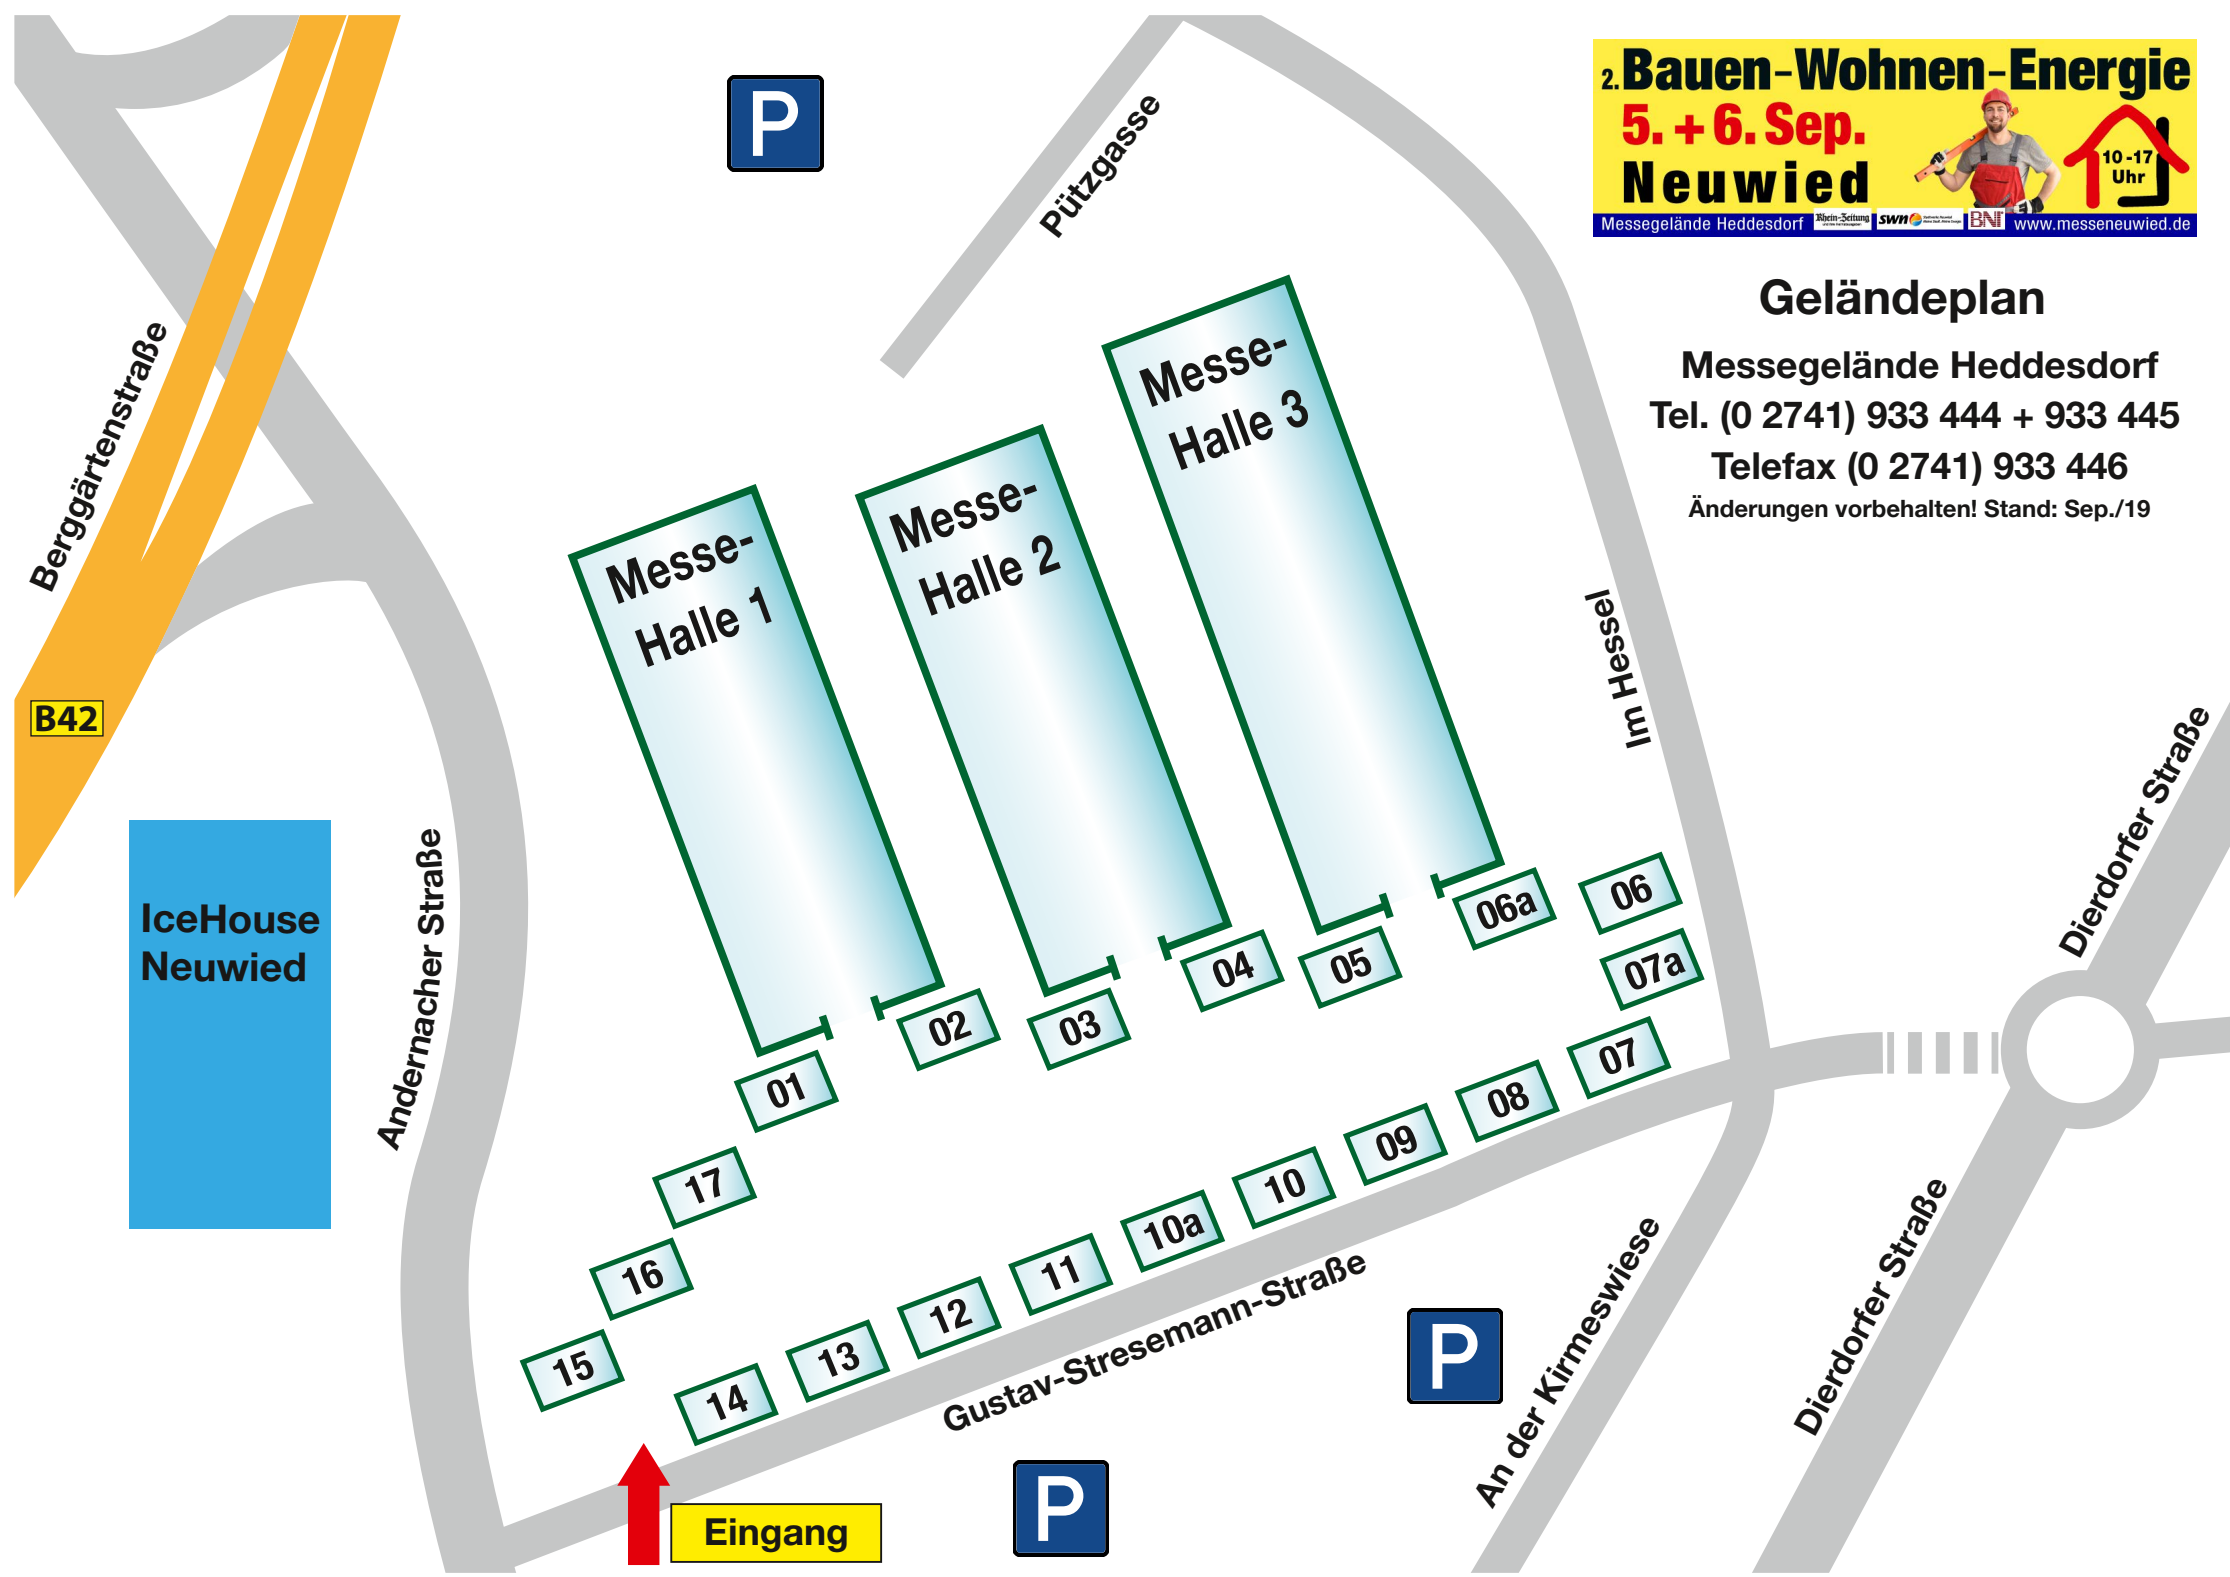 2. Bauen-Wohnen-Energie
5. + 6. Sep.
Neuwied
10 -17
Uhr
Messegelände Heddesdorf
Rhein-Zeitung
swn
BNI
www.messeneuwied.de
Geländeplan
Messegelände Heddesdorf
Tel. (0 2741) 933 444 + 933 445
Telefax (0 2741) 933 446
Änderungen vorbehalten! Stand: Sep./19
P
Pützgasse
Berggärtenstraße
B42
Messe-
Halle 1
Messe-
Halle 2
Messe-
Halle 3
Im Hessel
Dierdorfer Straße
IceHouse
Neuwied
Andernacher Straße
01
02
03
04
05
06a
06
07a
07
08
09
10
10a
11
12
13
14
15
16
17
Gustav-Stresemann-Straße
P
P
An der Kirmeswiese
Dierdorfer Straße
Eingang